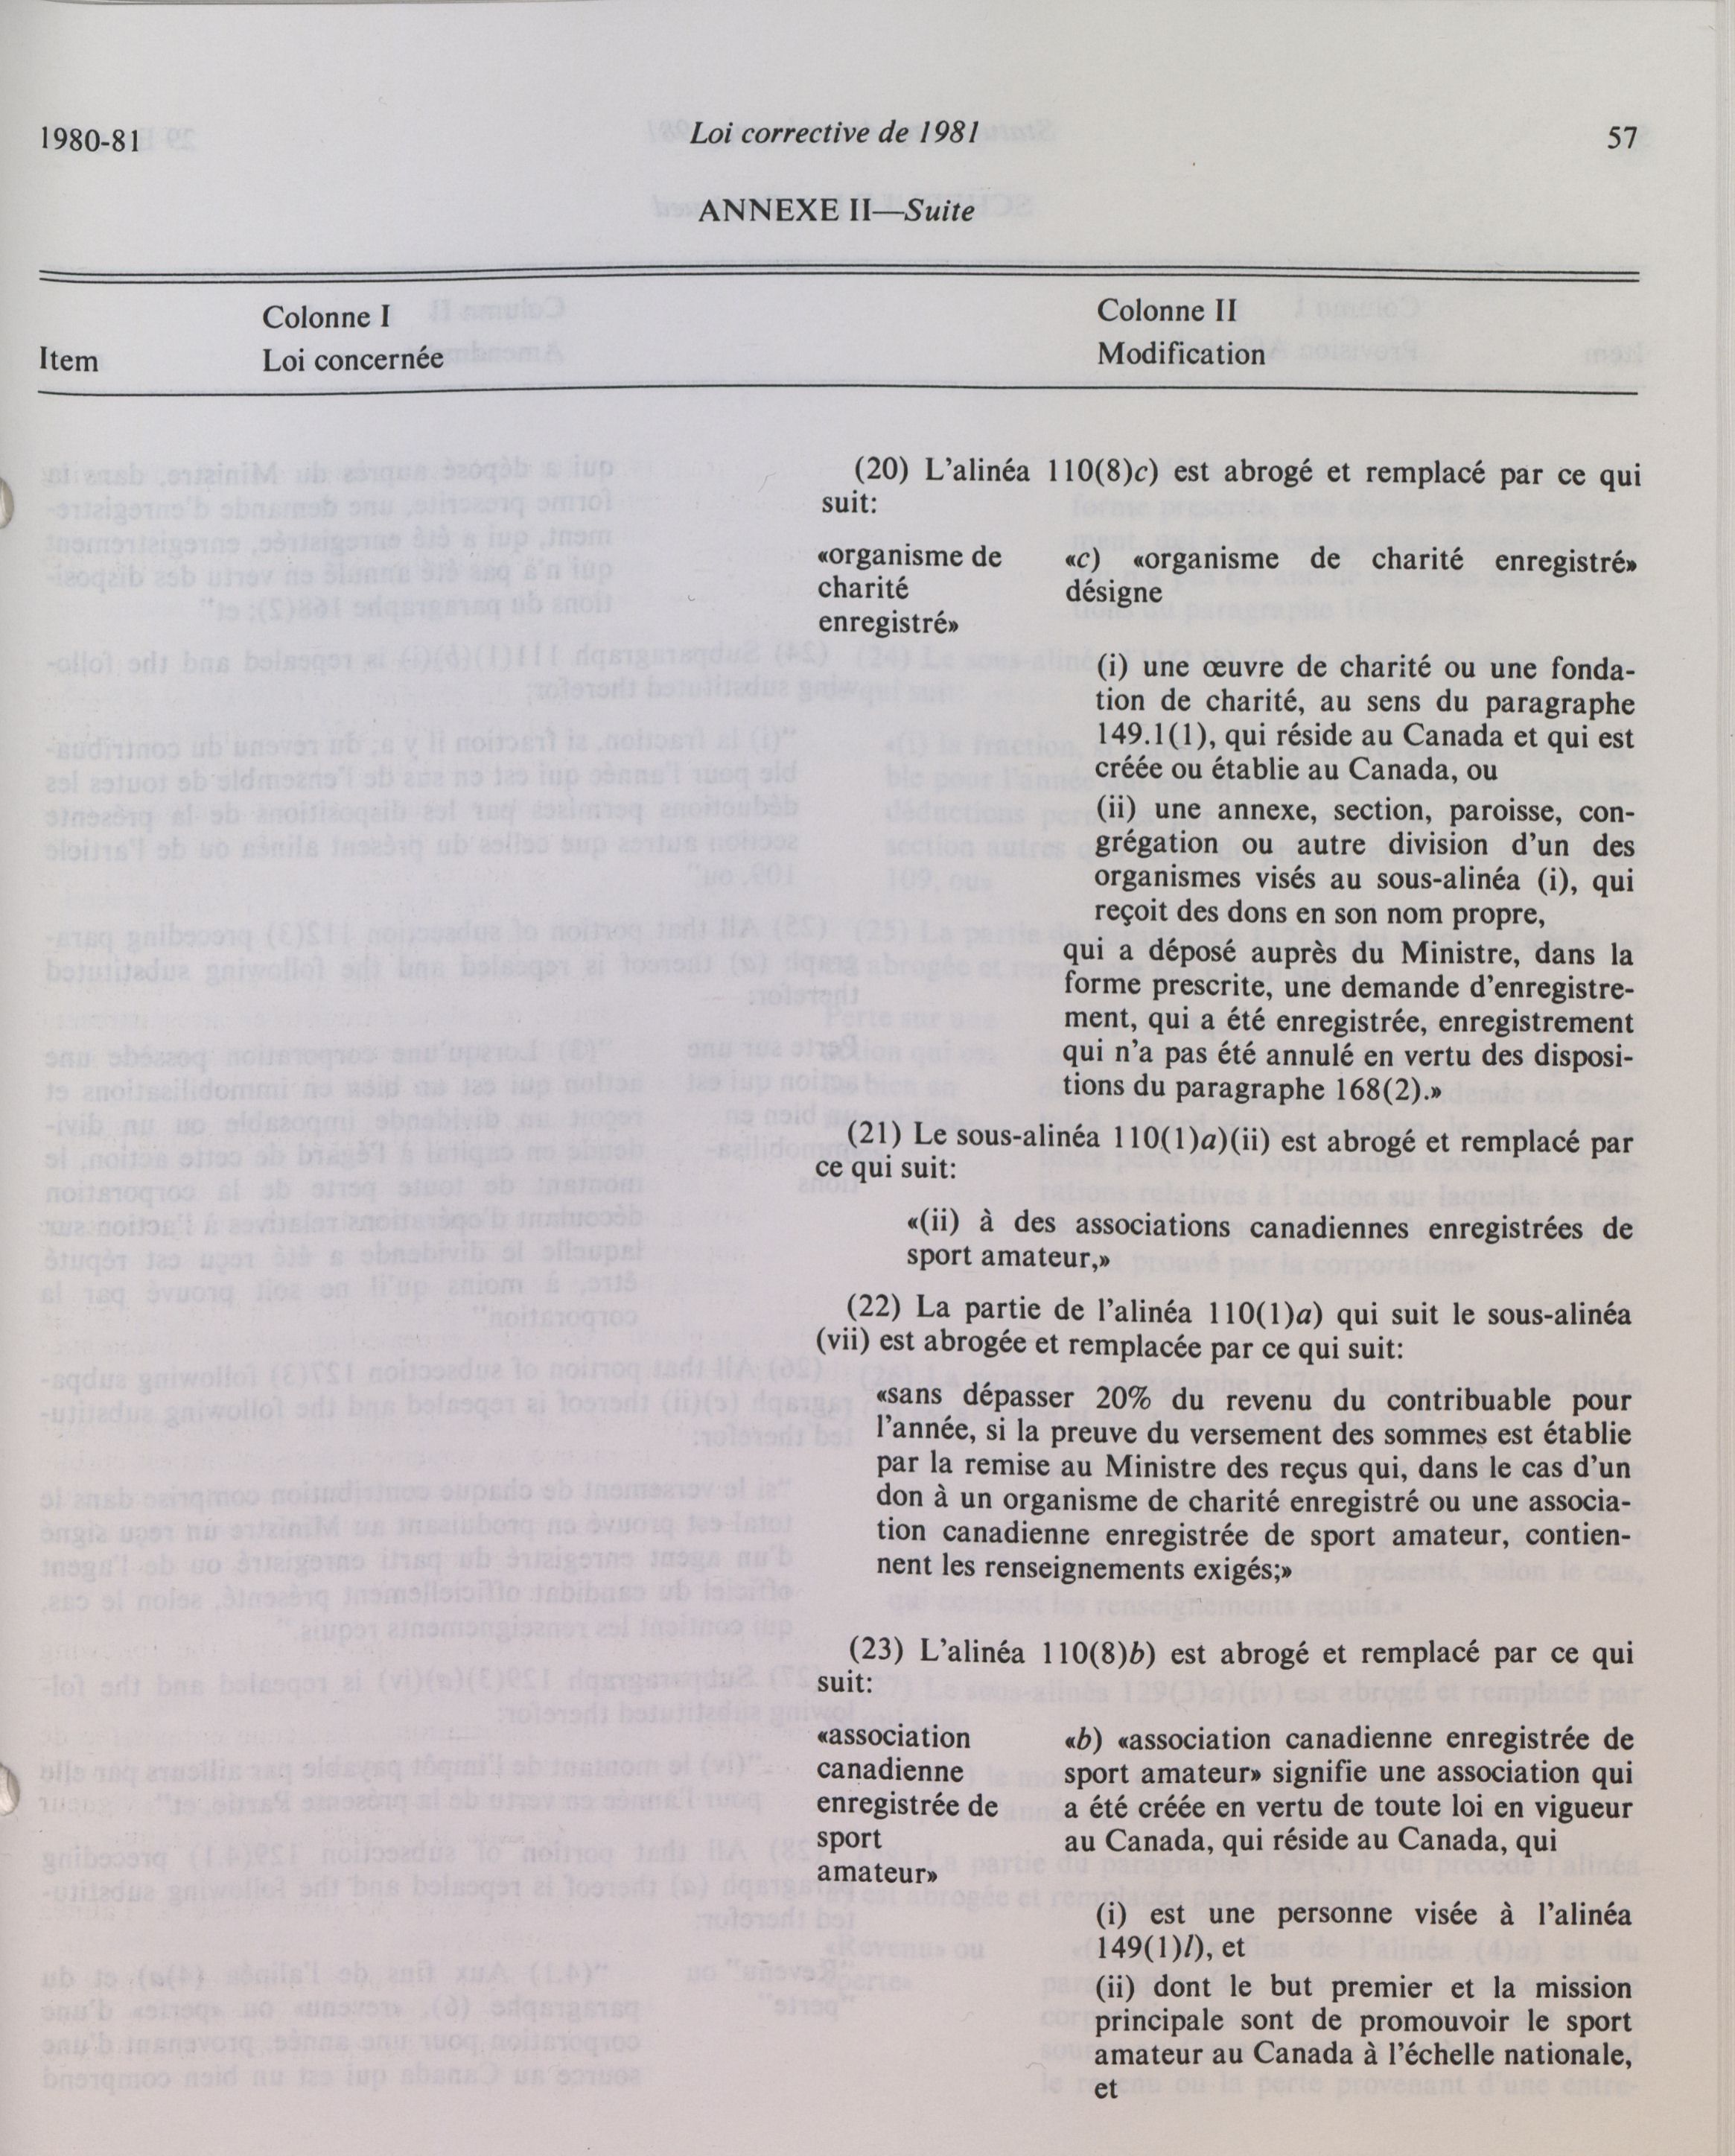 1980-81
Loi corrective de 1981
57
ANNEXE II—Suite
Colonne I
Colonne II
Item
Loi concernée
Modification
(20) L'alinéa 110(8)c) est abrogé et remplacé par ce qui
suit:
«organisme de
charité
enregistré»
«c) «organisme de charité enregistré»
désigne
(i) une œuvre de charité ou une fonda-
tion de charité, au sens du paragraphe
149.1(1), qui réside au Canada et qui est
créée ou établie au Canada, ou
(ii) une annexe, section, paroisse, con-
grégation ou autre division d'un des
organismes visés au sous-alinéa (i), qui
reçoit des dons en son nom propre,
qui a déposé auprès du Ministre, dans la
forme prescrite, une demande d'enregistre-
ment, qui a été enregistrée, enregistrement
qui n'a pas été annulé en vertu des disposi-
tions du paragraphe 168(2).»
(21) Le sous-alinéa 110(1)a)(ii) est abrogé et remplacé par
ce qui suit:
«(ii) à des associations canadiennes enregistrées de
sport amateur,»
(22) La partie de l'alinéa 110(1)a) qui suit le sous-alinéa
(vii) est abrogée et remplacée par ce qui suit:
«sans dépasser 20% du revenu du contribuable pour
l'année, si la preuve du versement des sommes est établie
par la remise au Ministre des reçus qui, dans le cas d'un
don à un organisme de charité enregistré ou une associa-
tion canadienne enregistrée de sport amateur, contien-
nent les renseignements exigés;»
(23) L'alinéa 110(8)b) est abrogé et remplacé par ce qui
suit:
«association
canadienne
enregistrée de
sport
amateur»
«b) «association canadienne enregistrée de
sport amateur» signifie une association qui
a été créée en vertu de toute loi en vigueur
au Canada, qui réside au Canada, qui
(i) est une personne visée à l'alinéa
149(1)l), et
(ii) dont le but premier et la mission
principale sont de promouvoir le sport
amateur au Canada à l'échelle nationale,
et